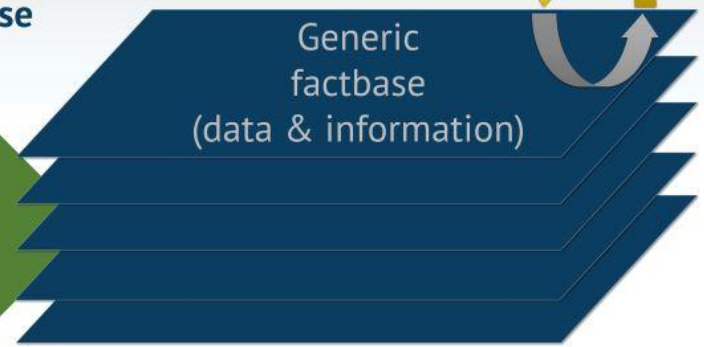 se
Generic
factbase
(data & information)